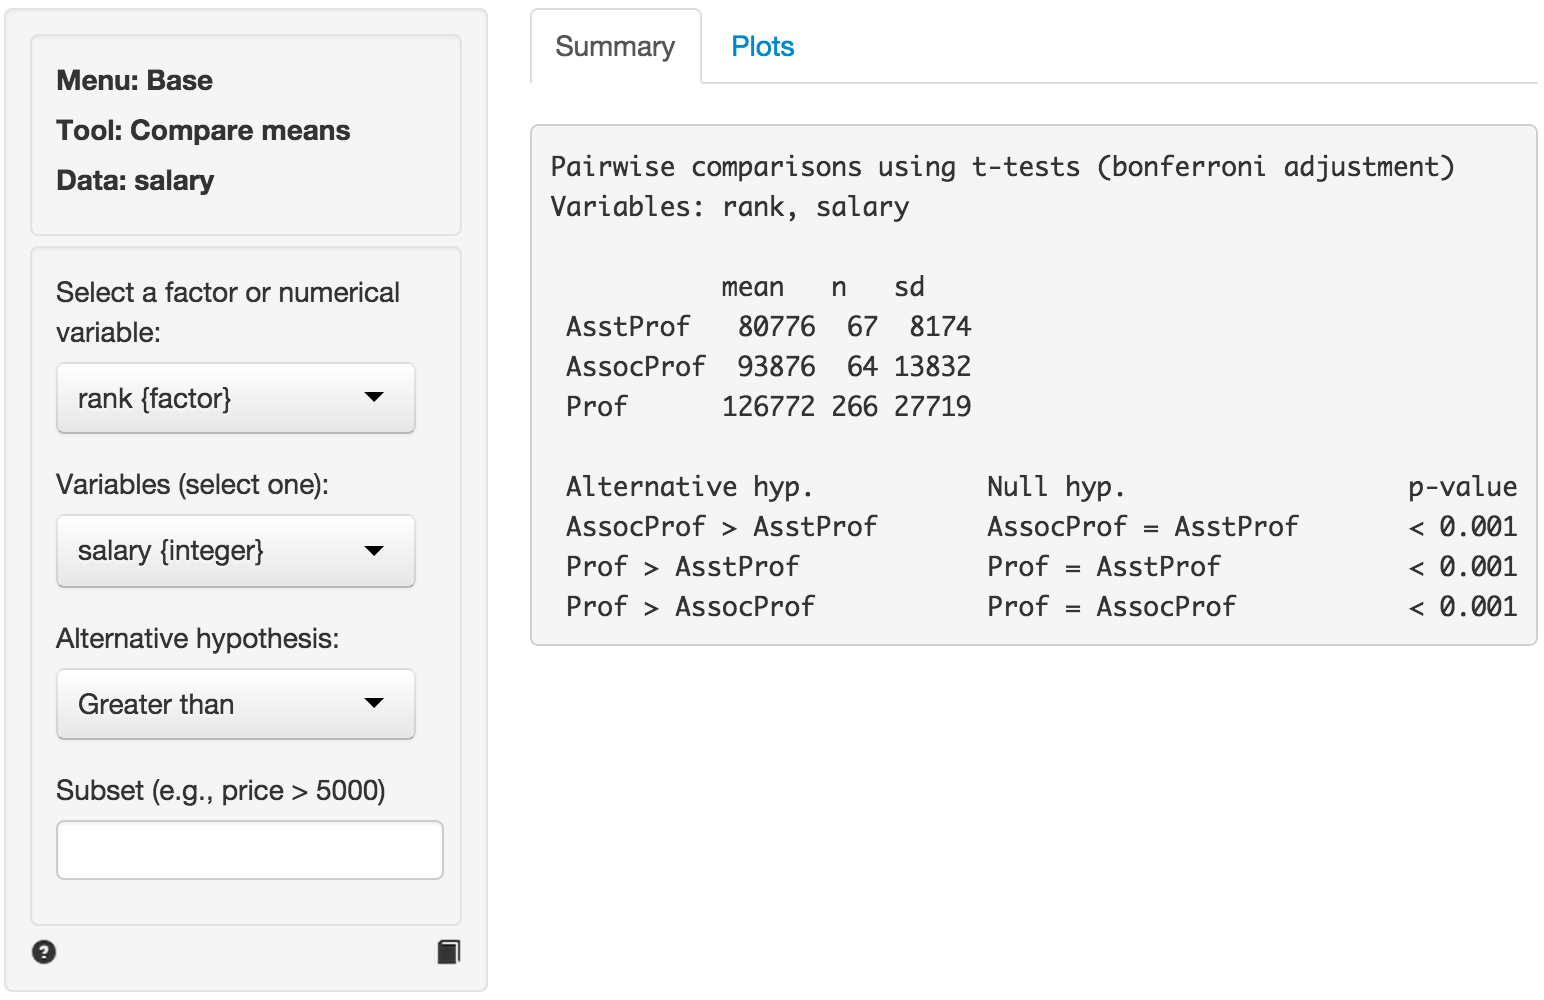 Menu: Base
Tool: Compare means
Data: salary
Select a factor or numerical
variable:
rank {factor}
Variables (select one):
salary {integer}
Alternative hypothesis:
Greater than
Subset (e.g., price > 5000)
?
Summary
Plots
Pairwise comparisons using t-tests (bonferroni adjustment)
Variables: rank, salary
mean n sd
AsstProf 80776 67 8174
AssocProf 93876 64 13832
Prof 126772 266 27719
Alternative hyp. Null hyp. p-value
AssocProf > AsstProf AssocProf = AsstProf < 0.001
Prof > AsstProf Prof = AsstProf < 0.001
Prof > AssocProf Prof = AssocProf < 0.001